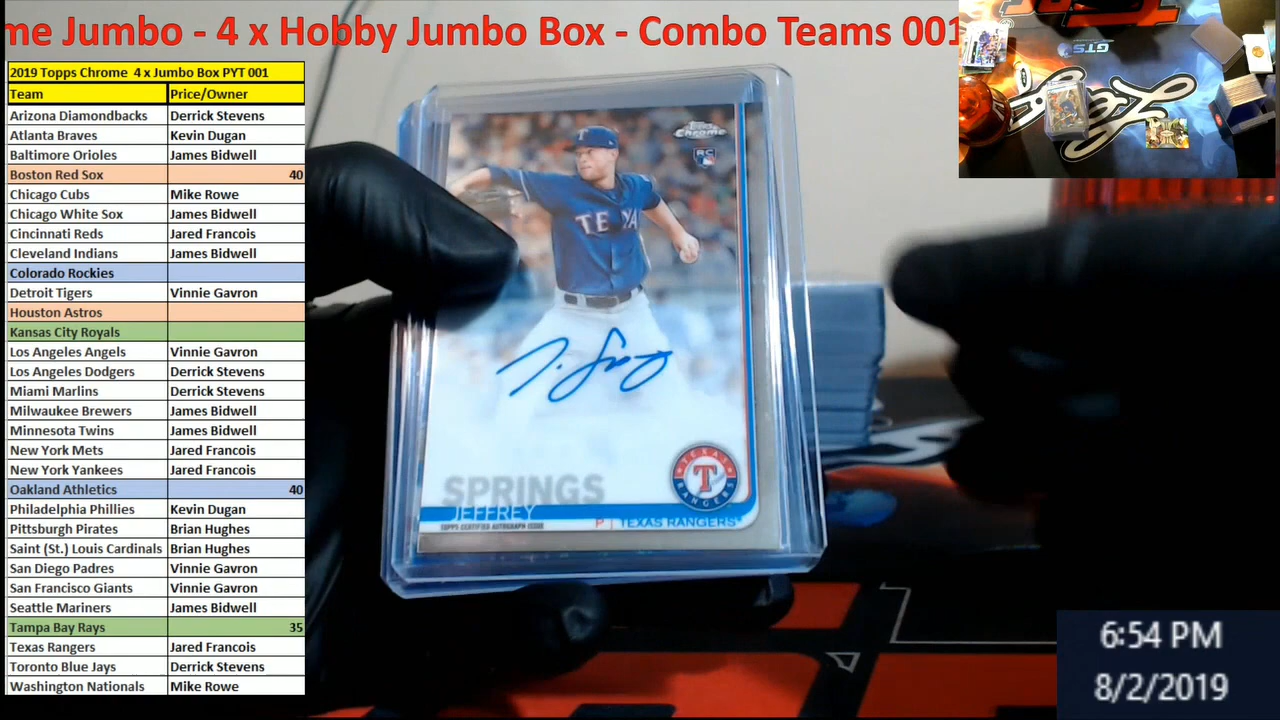 me Jumbo - 4 x Hobby Jumbo Box - Combo Teams 001
2019 Topps Chrome 4 x Jumbo Box PYT 001
Team Price/Owner
Arizona Diamondbacks Derrick Stevens
Atlanta Braves Kevin Dugan
Baltimore Orioles James Bidwell
Boston Red Sox 40
Chicago Cubs Mike Rowe
Chicago White Sox James Bidwell
Cincinnati Reds Jared Francois
Cleveland Indians James Bidwell
Colorado Rockies
Detroit Tigers Vinnie Gavron
Houston Astros
Kansas City Royals
Los Angeles Angels Vinnie Gavron
Los Angeles Dodgers Derrick Stevens
Miami Marlins Derrick Stevens
Milwaukee Brewers James Bidwell
Minnesota Twins James Bidwell
New York Mets Jared Francois
New York Yankees Jared Francois
Oakland Athletics 40
Philadelphia Phillies Kevin Dugan
Pittsburgh Pirates Brian Hughes
Saint (St.) Louis Cardinals Brian Hughes
San Diego Padres Vinnie Gavron
San Francisco Giants Vinnie Gavron
Seattle Mariners James Bidwell
Tampa Bay Rays 35
Texas Rangers Jared Francois
Toronto Blue Jays Derrick Stevens
Washington Nationals Mike Rowe
Topps
Chrome
RC
TEXA
SPRINGS
JEFFREY
TOPPS CERTIFIED AUTOGRAPH ISSUE
P TEXAS RANGERS
TEXAS
T
RANGERS
GTS
6:54 PM
8/2/2019